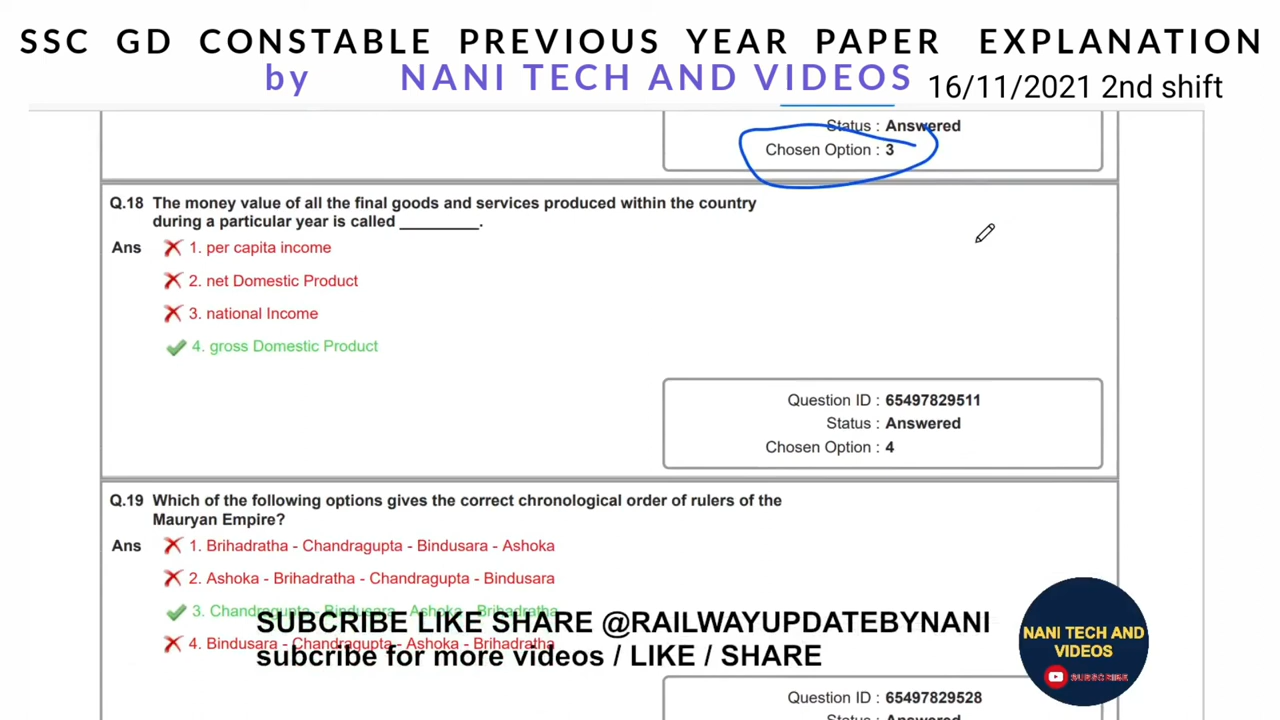 SSC GD CONSTABLE PREVIOUS YEAR PAPER EXPLANATION
by NANI TECH AND VIDEOS 16/11/2021 2nd shift
Status : Answered
Chosen Option : 3
Q.18 The money value of all the final goods and services produced within the country
during a particular year is called _________.
Ans 1. per capita income
2. net Domestic Product
3. national Income
4. gross Domestic Product
Question ID : 65497829511
Status : Answered
Chosen Option : 4
Q.19 Which of the following options gives the correct chronological order of rulers of the
Mauryan Empire?
Ans 1. Brihadratha - Chandragupta - Bindusara - Ashoka
2. Ashoka - Brihadratha - Chandragupta - Bindusara
3. Chandragupta - Bindusara - Ashoka - Brihadratha
SUBCRIBE LIKE SHARE @RAILWAYUPDATEBYNANI
4. Bindusara - Chandragupta - Ashoka - Brihadratha
subcribe for more videos / LIKE / SHARE
NANI TECH AND
VIDEOS
Question ID : 65497829528
Status : Answered